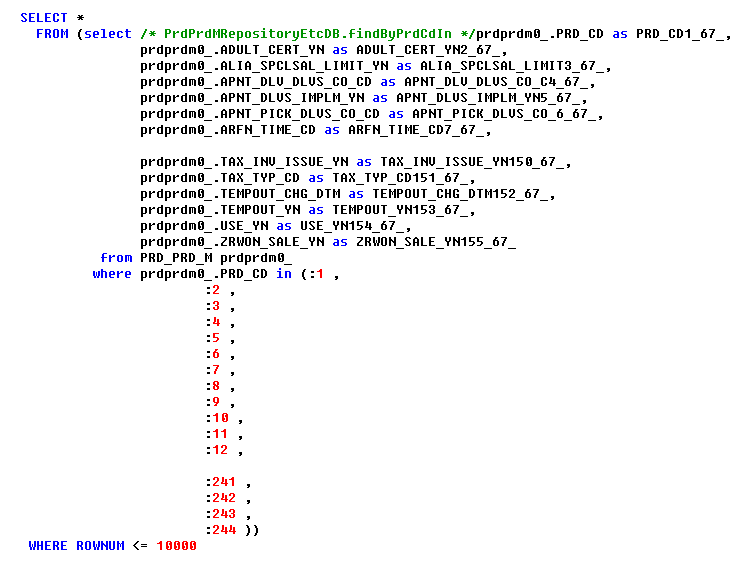 SELECT *
FROM (select /* PrdPrdMRepositoryEtcDB.findByPrdCdIn */prdprdm0_.PRD_CD as PRD_CD1_67_,
prdprdm0_.ADULT_CERT_YN as ADULT_CERT_YN2_67_,
prdprdm0_.ALIA_SPCLSAL_LIMIT_YN as ALIA_SPCLSAL_LIMIT3_67_,
prdprdm0_.APNT_DLV_DLVS_CO_CD as APNT_DLV_DLVS_CO_C4_67_,
prdprdm0_.APNT_DLVS_IMPLM_YN as APNT_DLVS_IMPLM_YN5_67_,
prdprdm0_.APNT_PICK_DLVS_CO_CD as APNT_PICK_DLVS_CO_6_67_,
prdprdm0_.ARFN_TIME_CD as ARFN_TIME_CD7_67_,
prdprdm0_.TAX_INV_ISSUE_YN as TAX_INV_ISSUE_YN150_67_,
prdprdm0_.TAX_TYP_CD as TAX_TYP_CD151_67_,
prdprdm0_.TEMPOUT_CHG_DTM as TEMPOUT_CHG_DTM152_67_,
prdprdm0_.TEMPOUT_YN as TEMPOUT_YN153_67_,
prdprdm0_.USE_YN as USE_YN154_67_,
prdprdm0_.ZRWON_SALE_YN as ZRWON_SALE_YN155_67_
from PRD_PRD_M prdprdm0_
where prdprdm0_.PRD_CD in (:1 ,
:2 ,
:3 ,
:4 ,
:5 ,
:6 ,
:7 ,
:8 ,
:9 ,
:10 ,
:11 ,
:12 ,
:241 ,
:242 ,
:243 ,
:244 ))
WHERE ROWNUM <= 10000